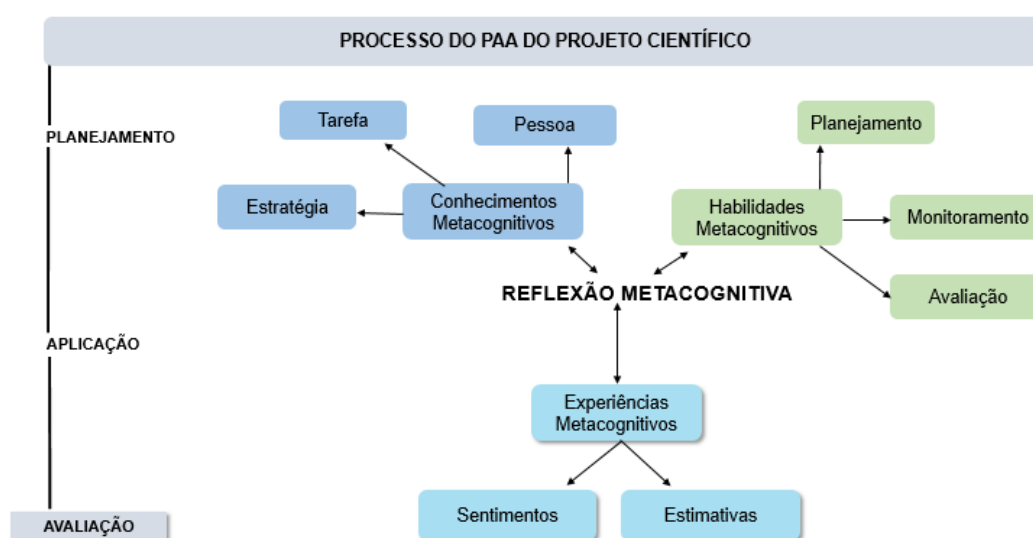 PROCESSO DO PAA DO PROJETO CIENTÍFICO
PLANEJAMENTO
Tarefa
Pessoa
Planejamento
Estratégia
Conhecimentos
Metacognitivos
Habilidades
Metacognitivos
Monitoramento
REFLEXÃO METACOGNITIVA
Avaliação
APLICAÇÃO
Experiências
Metacognitivos
Sentimentos
Estimativas
AVALIAÇÃO